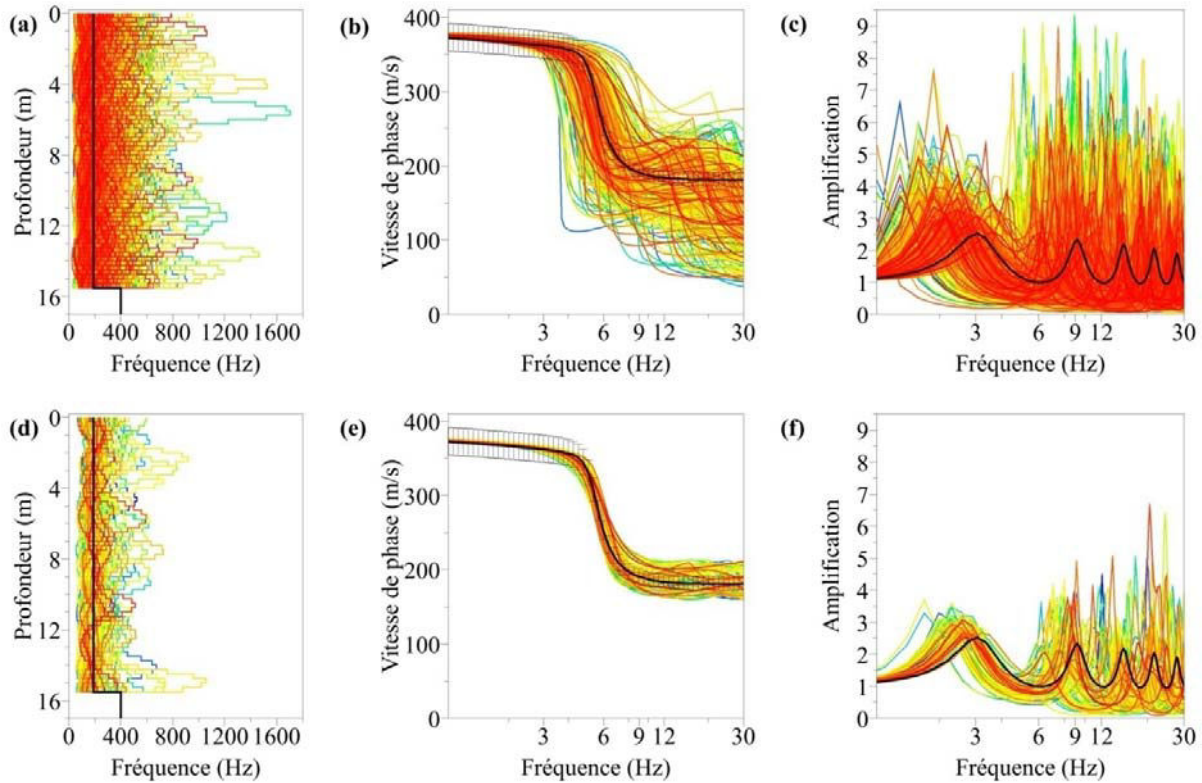 (a)
0
4
8
12
16
Profondeur (m)
0 400 800 1200 1600
Fréquence (Hz)
(b)
400
300
200
100
0
Vitesse de phase (m/s)
3 6 9 12 30
Fréquence (Hz)
(c)
9
8
7
6
5
4
3
2
1
0
Amplification
3 6 9 12 30
Fréquence (Hz)
(d)
0
4
8
12
16
Profondeur (m)
0 400 800 1200 1600
Fréquence (Hz)
(e)
400
300
200
100
0
Vitesse de phase (m/s)
3 6 9 12 30
Fréquence (Hz)
(f)
9
8
7
6
5
4
3
2
1
0
Amplification
3 6 9 12 30
Fréquence (Hz)